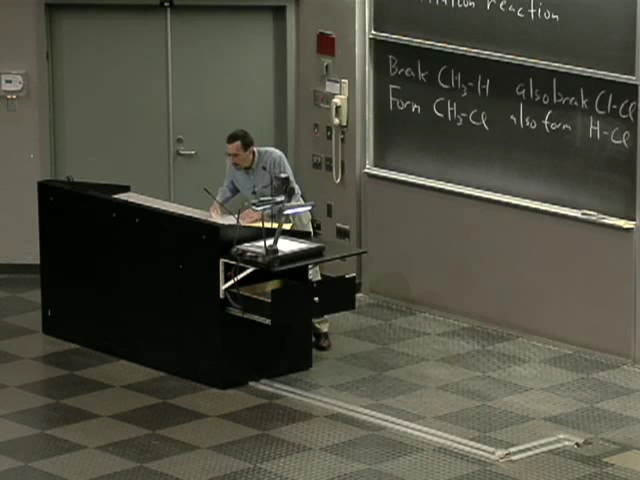 reaction
Break CH3-H also break Cl-Cl
Form CH3-Cl also form H-Cl